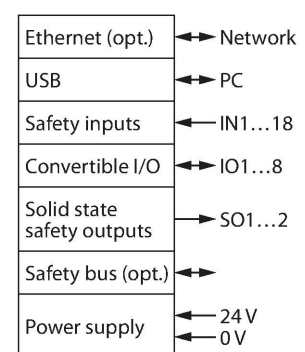 Ethernet (opt.) Network
USB PC
Safety inputs IN1...18
Convertible I/O IO1...8
Solid state
safety outputs SO1...2
Safety bus (opt.)
Power supply 24 V
0 V